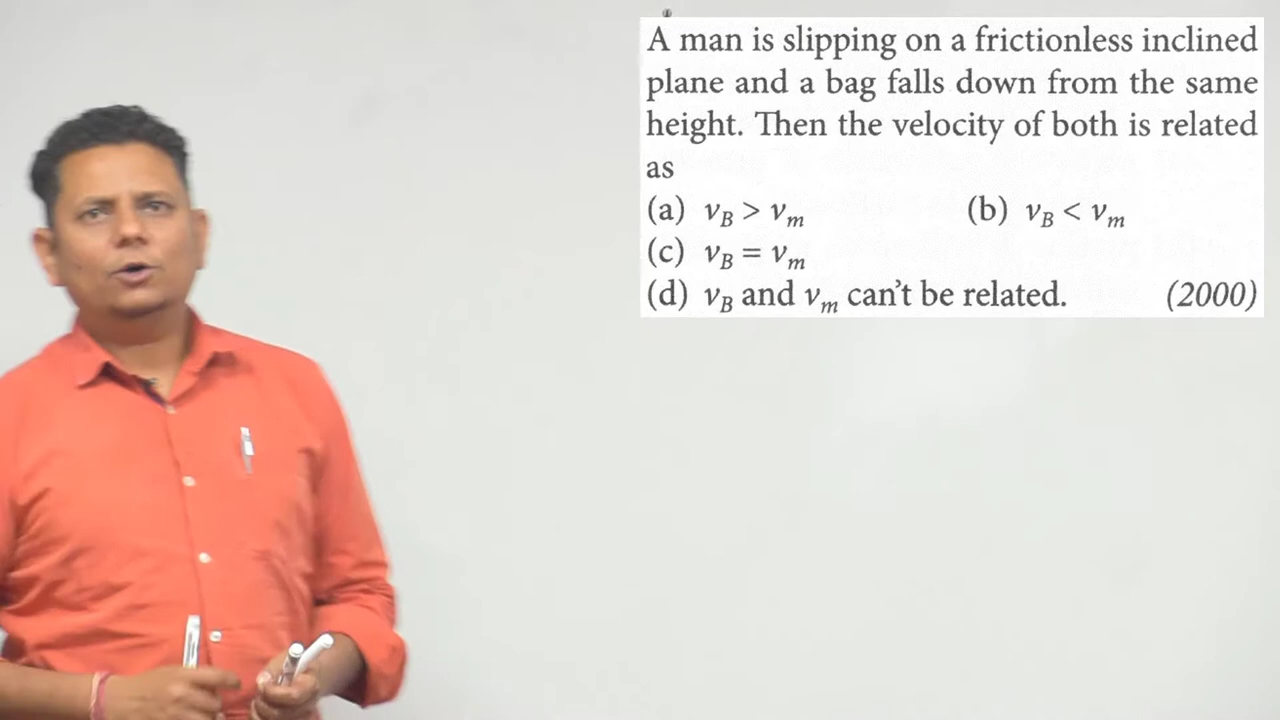 A man is slipping on a frictionless inclined
plane and a bag falls down from the same
height. Then the velocity of both is related
as
(a) v_B > v_m (b) v_B < v_m
(c) v_B = v_m
(d) v_B and v_m can't be related. (2000)